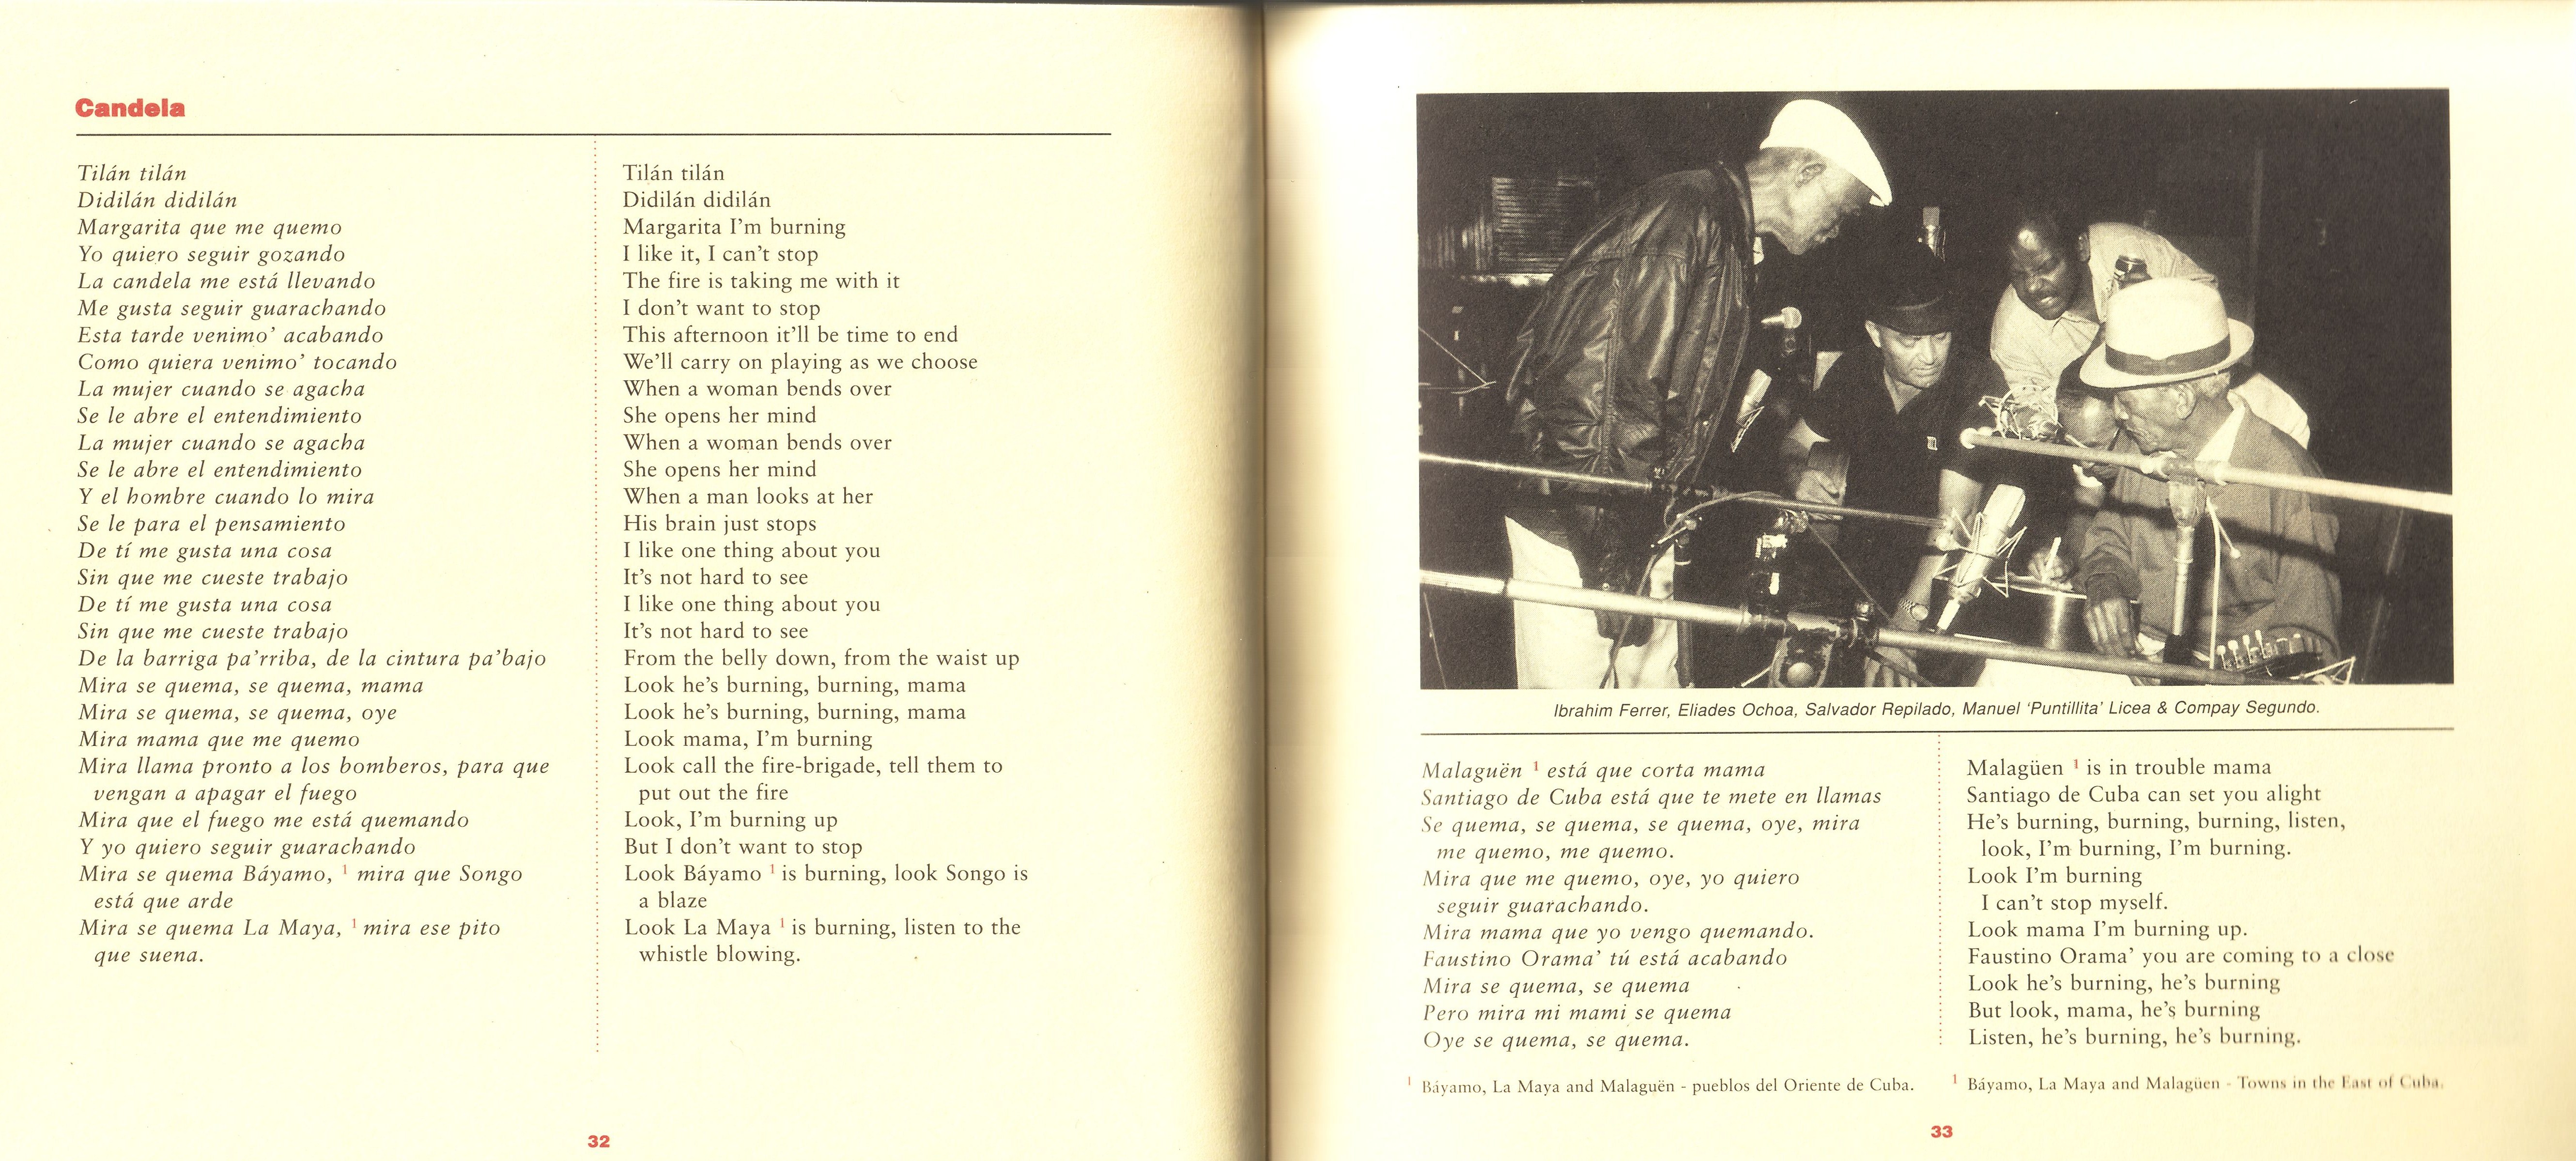 Candela
Tilán tilán
Didilán didilán
Margarita que me quemo
Yo quiero seguir gozando
La candela me está llevando
Me gusta seguir guarachando
Esta tarde venimo' acabando
Como quiera venimo' tocando
La mujer cuando se agacha
Se le abre el entendimiento
La mujer cuando se agacha
Se le abre el entendimiento
Y el hombre cuando lo mira
Se le para el pensamiento
De tí me gusta una cosa
Sin que me cueste trabajo
De tí me gusta una cosa
Sin que me cueste trabajo
De la barriga pa'rriba, de la cintura pa'bajo
Mira se quema, se quema, mama
Mira se quema, se quema, oye
Mira mama que me quemo
Mira llama pronto a los bomberos, para que
vengan a apagar el fuego
Mira que el fuego me está quemando
Y yo quiero seguir guarachando
Mira se quema Báyamo, 1 mira que Songo
está que arde
Mira se quema La Maya, 1 mira ese pito
que suena.
Tilán tilán
Didilán didilán
Margarita I'm burning
I like it, I can't stop
The fire is taking me with it
I don't want to stop
This afternoon it'll be time to end
We'll carry on playing as we choose
When a woman bends over
She opens her mind
When a woman bends over
She opens her mind
When a man looks at her
His brain just stops
I like one thing about you
It's not hard to see
I like one thing about you
It's not hard to see
From the belly down, from the waist up
Look he's burning, burning, mama
Look he's burning, burning, mama
Look mama, I'm burning
Look call the fire-brigade, tell them to
put out the fire
Look, I'm burning up
But I don't want to stop
Look Báyamo 1 is burning, look Songo is
a blaze
Look La Maya 1 is burning, listen to the
whistle blowing.
32
Ibrahim Ferrer, Eliades Ochoa, Salvador Repilado, Manuel 'Puntillita' Licea & Compay Segundo.
Malaguën 1 está que corta mama
Santiago de Cuba está que te mete en llamas
Se quema, se quema, se quema, oye, mira
me quemo, me quemo.
Mira que me quemo, oye, yo quiero
seguir guarachando.
Mira mama que yo vengo quemando.
Faustino Orama' tú está acabando
Mira se quema, se quema
Pero mira mi mami se quema
Oye se quema, se quema.
1 Báyamo, La Maya and Malaguën - pueblos del Oriente de Cuba.
Malagüen 1 is in trouble mama
Santiago de Cuba can set you alight
He's burning, burning, burning, listen,
look, I'm burning, I'm burning.
Look I'm burning
I can't stop myself.
Look mama I'm burning up.
Faustino Orama' you are coming to a close
Look he's burning, he's burning
But look, mama, he's burning
Listen, he's burning, he's burning.
1 Báyamo, La Maya and Malagüen - Towns in the East of Cuba.
33